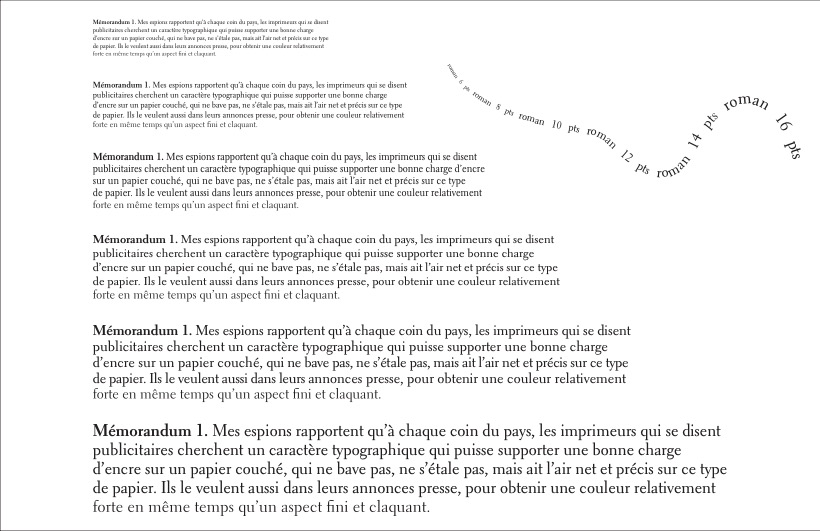 Mémorandum 1. Mes espions rapportent qu’à chaque coin du pays, les imprimeurs qui se disent
publicitaires cherchent un caractère typographique qui puisse supporter une bonne charge
d’encre sur un papier couché, qui ne bave pas, ne s’étale pas, mais ait l’air net et précis sur ce type
de papier. Ils le veulent aussi dans leurs annonces presse, pour obtenir une couleur relativement
forte en même temps qu’un aspect fini et claquant.
roman 6 pts roman 8 pts roman 10 pts roman 12 pts roman 14 pts roman 16 pts
Mémorandum 1. Mes espions rapportent qu’à chaque coin du pays, les imprimeurs qui se disent
publicitaires cherchent un caractère typographique qui puisse supporter une bonne charge
d’encre sur un papier couché, qui ne bave pas, ne s’étale pas, mais ait l’air net et précis sur ce type
de papier. Ils le veulent aussi dans leurs annonces presse, pour obtenir une couleur relativement
forte en même temps qu’un aspect fini et claquant.
Mémorandum 1. Mes espions rapportent qu’à chaque coin du pays, les imprimeurs qui se disent
publicitaires cherchent un caractère typographique qui puisse supporter une bonne charge d’encre
sur un papier couché, qui ne bave pas, ne s’étale pas, mais ait l’air net et précis sur ce type
de papier. Ils le veulent aussi dans leurs annonces presse, pour obtenir une couleur relativement
forte en même temps qu’un aspect fini et claquant.
Mémorandum 1. Mes espions rapportent qu’à chaque coin du pays, les imprimeurs qui se disent
publicitaires cherchent un caractère typographique qui puisse supporter une bonne charge
d’encre sur un papier couché, qui ne bave pas, ne s’étale pas, mais ait l’air net et précis sur ce type
de papier. Ils le veulent aussi dans leurs annonces presse, pour obtenir une couleur relativement
forte en même temps qu’un aspect fini et claquant.
Mémorandum 1. Mes espions rapportent qu’à chaque coin du pays, les imprimeurs qui se disent
publicitaires cherchent un caractère typographique qui puisse supporter une bonne charge
d’encre sur un papier couché, qui ne bave pas, ne s’étale pas, mais ait l’air net et précis sur ce type
de papier. Ils le veulent aussi dans leurs annonces presse, pour obtenir une couleur relativement
forte en même temps qu’un aspect fini et claquant.
Mémorandum 1. Mes espions rapportent qu’à chaque coin du pays, les imprimeurs qui se disent
publicitaires cherchent un caractère typographique qui puisse supporter une bonne charge
d’encre sur un papier couché, qui ne bave pas, ne s’étale pas, mais ait l’air net et précis sur ce type
de papier. Ils le veulent aussi dans leurs annonces presse, pour obtenir une couleur relativement
forte en même temps qu’un aspect fini et claquant.